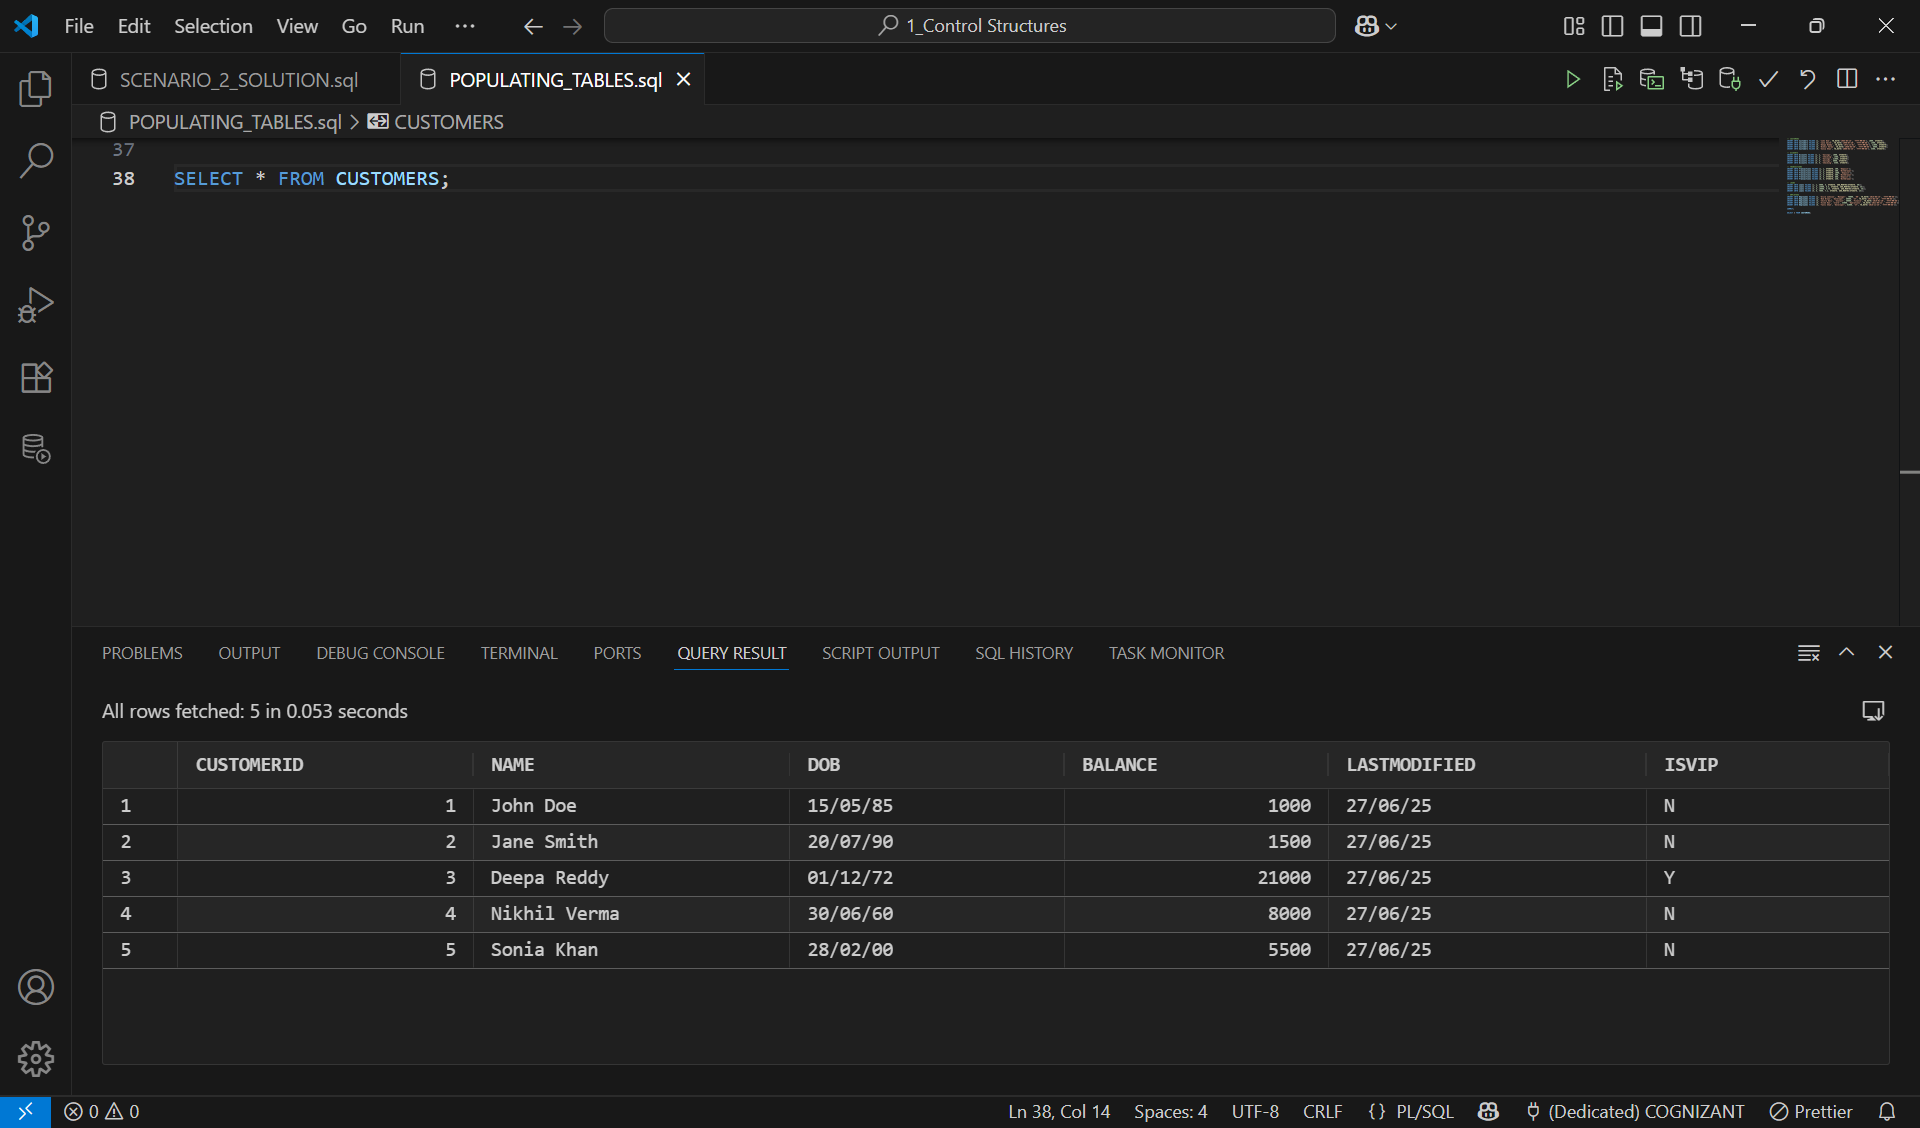 File Edit Selection View Go Run ··· 1_Control Structures
SCENARIO_2_SOLUTION.sql POPULATING_TABLES.sql
POPULATING_TABLES.sql > CUSTOMERS
37
38 SELECT * FROM CUSTOMERS;
PROBLEMS OUTPUT DEBUG CONSOLE TERMINAL PORTS QUERY RESULT SCRIPT OUTPUT SQL HISTORY TASK MONITOR
All rows fetched: 5 in 0.053 seconds
CUSTOMERID NAME DOB BALANCE LASTMODIFIED ISVIP
1 1 John Doe 15/05/85 1000 27/06/25 N
2 2 Jane Smith 20/07/90 1500 27/06/25 N
3 3 Deepa Reddy 01/12/72 21000 27/06/25 Y
4 4 Nikhil Verma 30/06/60 8000 27/06/25 N
5 5 Sonia Khan 28/02/00 5500 27/06/25 N
0 0 Ln 38, Col 14 Spaces: 4 UTF-8 CRLF {} PL/SQL (Dedicated) COGNIZANT Prettier